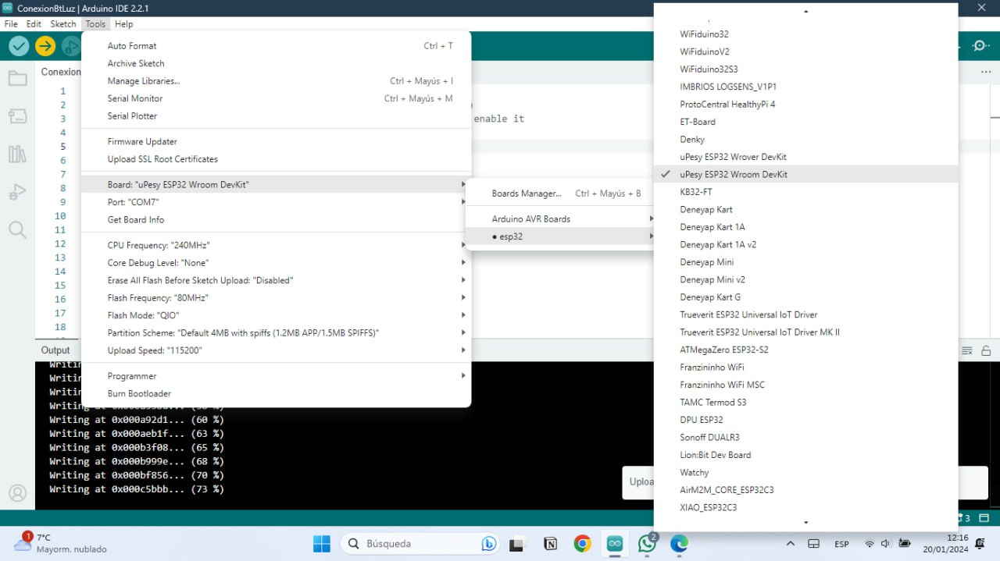 ConexionBtLuz | Arduino IDE 2.2.1
File Edit Sketch Tools Help
Conexion
1
2
3
4
5
6
7
8
9
10
11
12
13
14
15
16
17
18
enable it
Auto Format Ctrl + T
Archive Sketch
Manage Libraries... Ctrl + Mayús + I
Serial Monitor Ctrl + Mayús + M
Serial Plotter
Firmware Updater
Upload SSL Root Certificates
Board: "uPesy ESP32 Wroom DevKit"
Port: "COM7"
Get Board Info
CPU Frequency: "240MHz"
Core Debug Level: "None"
Erase All Flash Before Sketch Upload: "Disabled"
Flash Frequency: "80MHz"
Flash Mode: "QIO"
Partition Scheme: "Default 4MB with spiffs (1.2MB APP/1.5MB SPIFFS)"
Upload Speed: "115200"
Programmer
Burn Bootloader
Boards Manager... Ctrl + Mayús + B
Arduino AVR Boards
● esp32
WiFiduino32
WiFiduinoV2
WiFiduino32S3
IMBRIOS LOGSENS_V1P1
ProtoCentral HealthyPi 4
ET-Board
Denky
uPesy ESP32 Wrover DevKit
uPesy ESP32 Wroom DevKit
KB32-FT
Deneyap Kart
Deneyap Kart 1A
Deneyap Kart 1A v2
Deneyap Mini
Deneyap Mini v2
Deneyap Kart G
Trueverit ESP32 Universal IoT Driver
Trueverit ESP32 Universal IoT Driver MK II
ATMegaZero ESP32-S2
Franzininho WiFi
Franzininho WiFi MSC
TAMC Termod S3
DPU ESP32
Sonoff DUALR3
Lion:Bit Dev Board
Watchy
AirM2M_CORE_ESP32C3
XIAO_ESP32C3
Output
Writin
Writin
Writin
Writing at 0x000a92d1... (60 %)
Writing at 0x000aeb1f... (63 %)
Writing at 0x000b3f08... (65 %)
Writing at 0x000b999e... (68 %)
Writing at 0x000bf856... (70 %)
Writing at 0x000c5bbb... (73 %)
Uploa
3
1
7°C
Mayorm. nublado
Búsqueda
2
ESP
12:16
20/01/2024